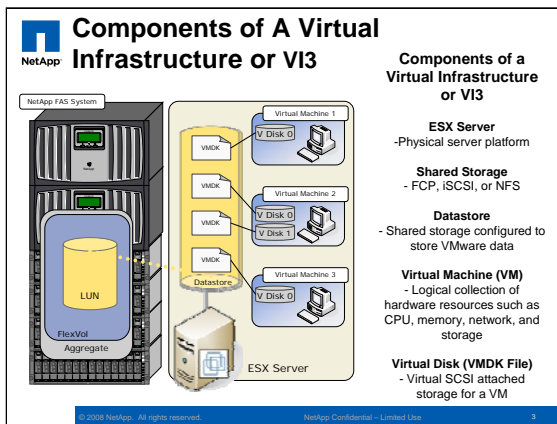 NetApp
Components of A Virtual
Infrastructure or VI3
NetApp FAS System
LUN
FlexVol
Aggregate
VMDK
VMDK
VMDK
VMDK
Datastore
ESX Server
Virtual Machine 1
V Disk 0
Virtual Machine 2
V Disk 0
V Disk 1
Virtual Machine 3
V Disk 0
Components of a
Virtual Infrastructure
or VI3
ESX Server
-Physical server platform
Shared Storage
- FCP, iSCSI, or NFS
Datastore
- Shared storage configured to
store VMware data
Virtual Machine (VM)
- Logical collection of
hardware resources such as
CPU, memory, network, and
storage
Virtual Disk (VMDK File)
- Virtual SCSI attached
storage for a VM
© 2008 NetApp. All rights reserved.
NetApp Confidential – Limited Use
3